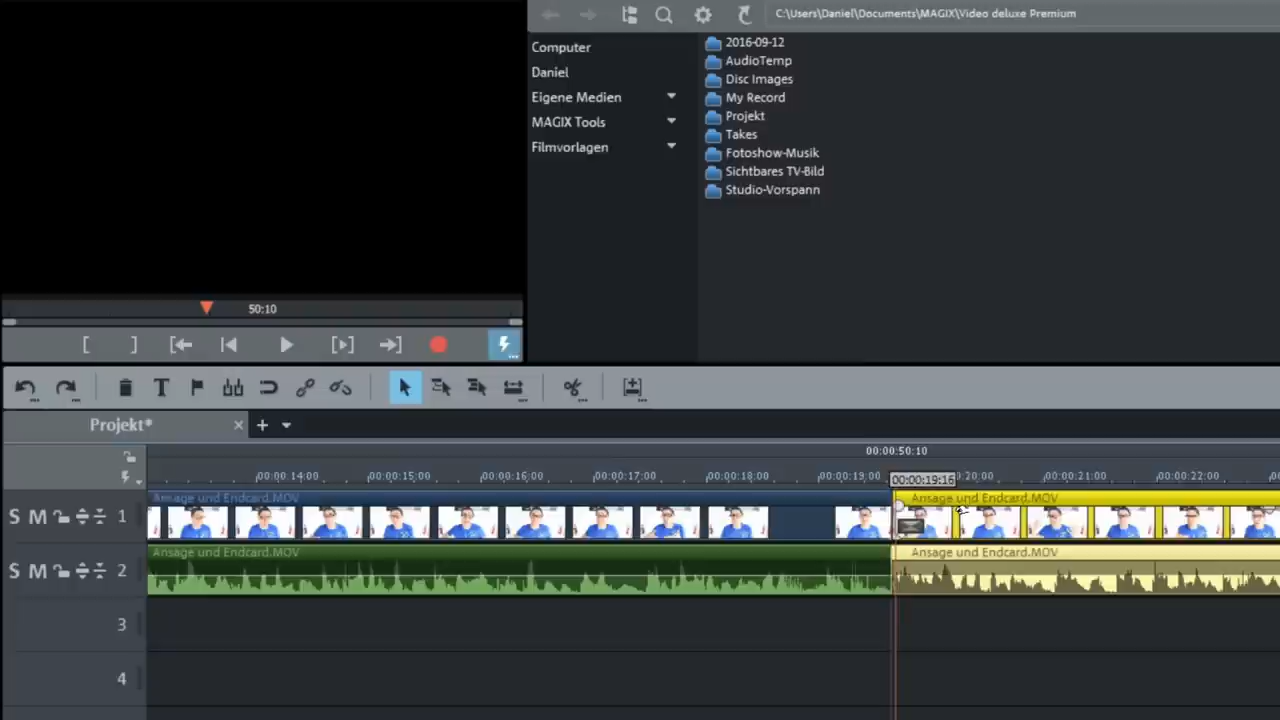 C:\Users\Daniel\Documents\MAGIX\Video deluxe Premium
Computer
Daniel
Eigene Medien
MAGIX Tools
Filmvorlagen
2016-09-12
AudioTemp
Disc Images
My Record
Projekt
Takes
Fotoshow-Musik
Sichtbares TV-Bild
Studio-Vorspann
50:10
Projekt*
00:00:50:10
00:00:14:00 00:00:15:00 00:00:16:00 00:00:17:00 00:00:18:00 00:00:19:00 00:00:19:16 20:00 00:00:21:00 00:00:22:00
Ansage und Endcard.MOV Ansage und Endcard.MOV
S M 1
Ansage und Endcard.MOV Ansage und Endcard.MOV
S M 2
3
4